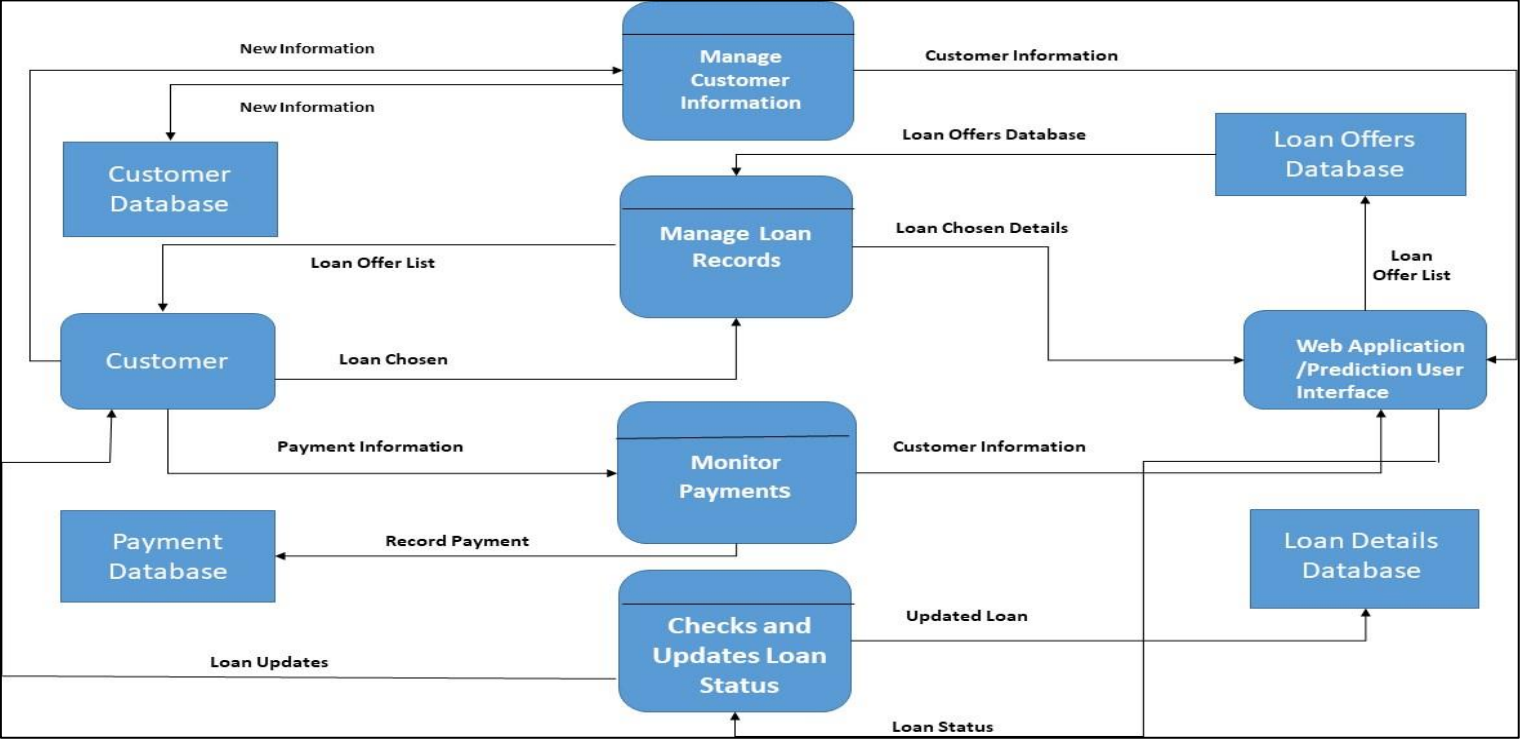 New Information
Manage
Customer
Information
Customer Information
New Information
Customer
Database
Loan Offers Database
Loan Offers
Database
Loan Offer List
Manage Loan
Records
Loan Chosen Details
Loan
Offer List
Customer
Loan Chosen
Web Application
/Prediction User
Interface
Payment Information
Monitor
Payments
Customer Information
Payment
Database
Record Payment
Loan Details
Database
Checks and
Updates Loan
Status
Updated Loan
Loan Updates
Loan Status